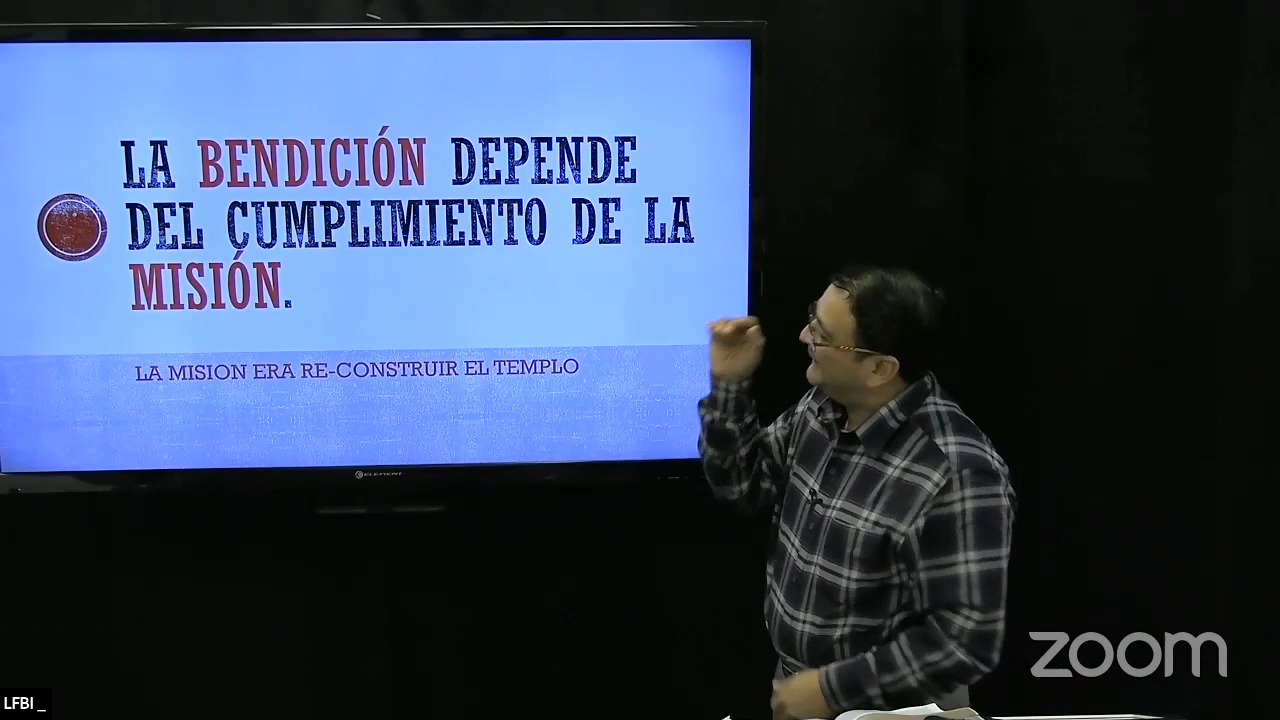 LA BENDICIÓN DEPENDE
DEL CUMPLIMIENTO DE LA
MISIÓN.
LA MISION ERA RE-CONSTRUIR EL TEMPLO
ELEMENT
zoom
LFBI _